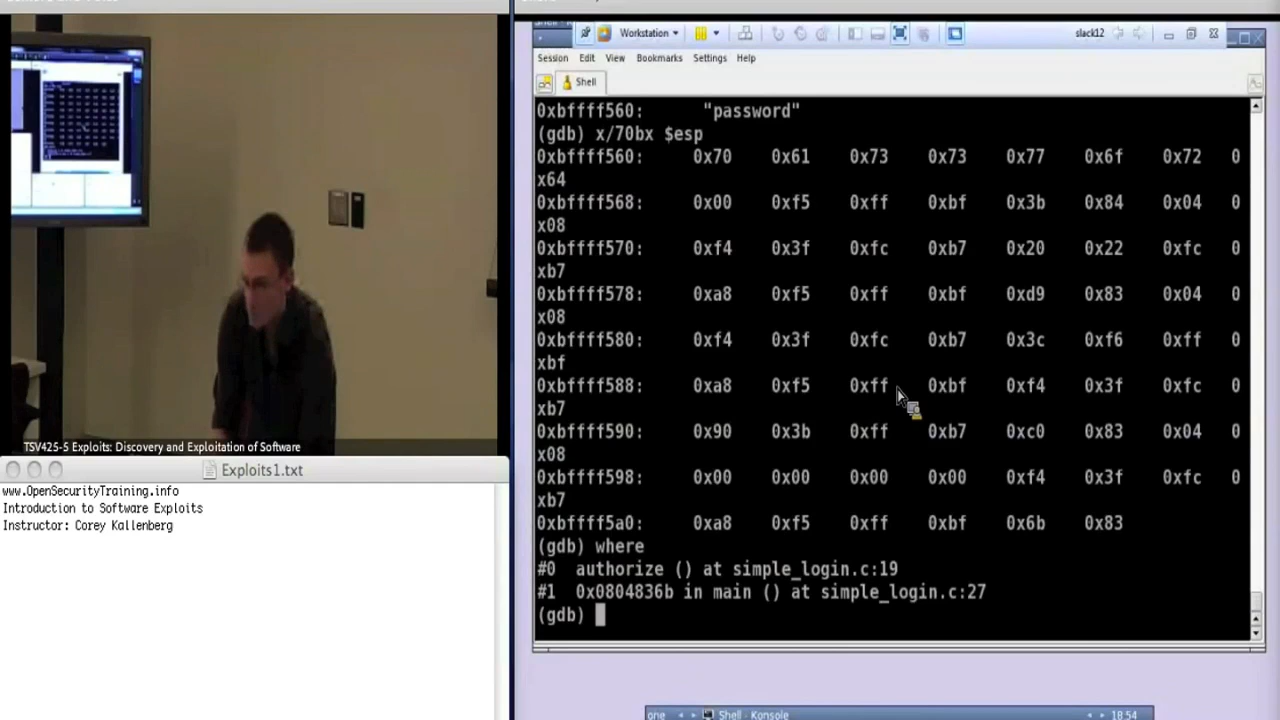 Workstation
slack12
Session Edit View Bookmarks Settings Help
Shell
0xbffff560: "password"
(gdb) x/70bx $esp
0xbffff560: 0x70 0x61 0x73 0x73 0x77 0x6f 0x72 0
x64
0xbffff568: 0x00 0xf5 0xff 0xbf 0x3b 0x84 0x04 0
x08
0xbffff570: 0xf4 0x3f 0xfc 0xb7 0x20 0x22 0xfc 0
xb7
0xbffff578: 0xa8 0xf5 0xff 0xbf 0xd9 0x83 0x04 0
x08
0xbffff580: 0xf4 0x3f 0xfc 0xb7 0x3c 0xf6 0xff 0
xbf
0xbffff588: 0xa8 0xf5 0xff 0xbf 0xf4 0x3f 0xfc 0
xb7
0xbffff590: 0x90 0x3b 0xff 0xb7 0xc0 0x83 0x04 0
x08
0xbffff598: 0x00 0x00 0x00 0x00 0xf4 0x3f 0xfc 0
xb7
0xbffff5a0: 0xa8 0xf5 0xff 0xbf 0x6b 0x83
(gdb) where
#0 authorize () at simple_login.c:19
#1 0x0804836b in main () at simple_login.c:27
(gdb)
TSV425-5 Exploits: Discovery and Exploitation of Software
Exploits1.txt
www.OpenSecurityTraining.info
Introduction to Software Exploits
Instructor: Corey Kallenberg
one
Shell - Konsole
18:54